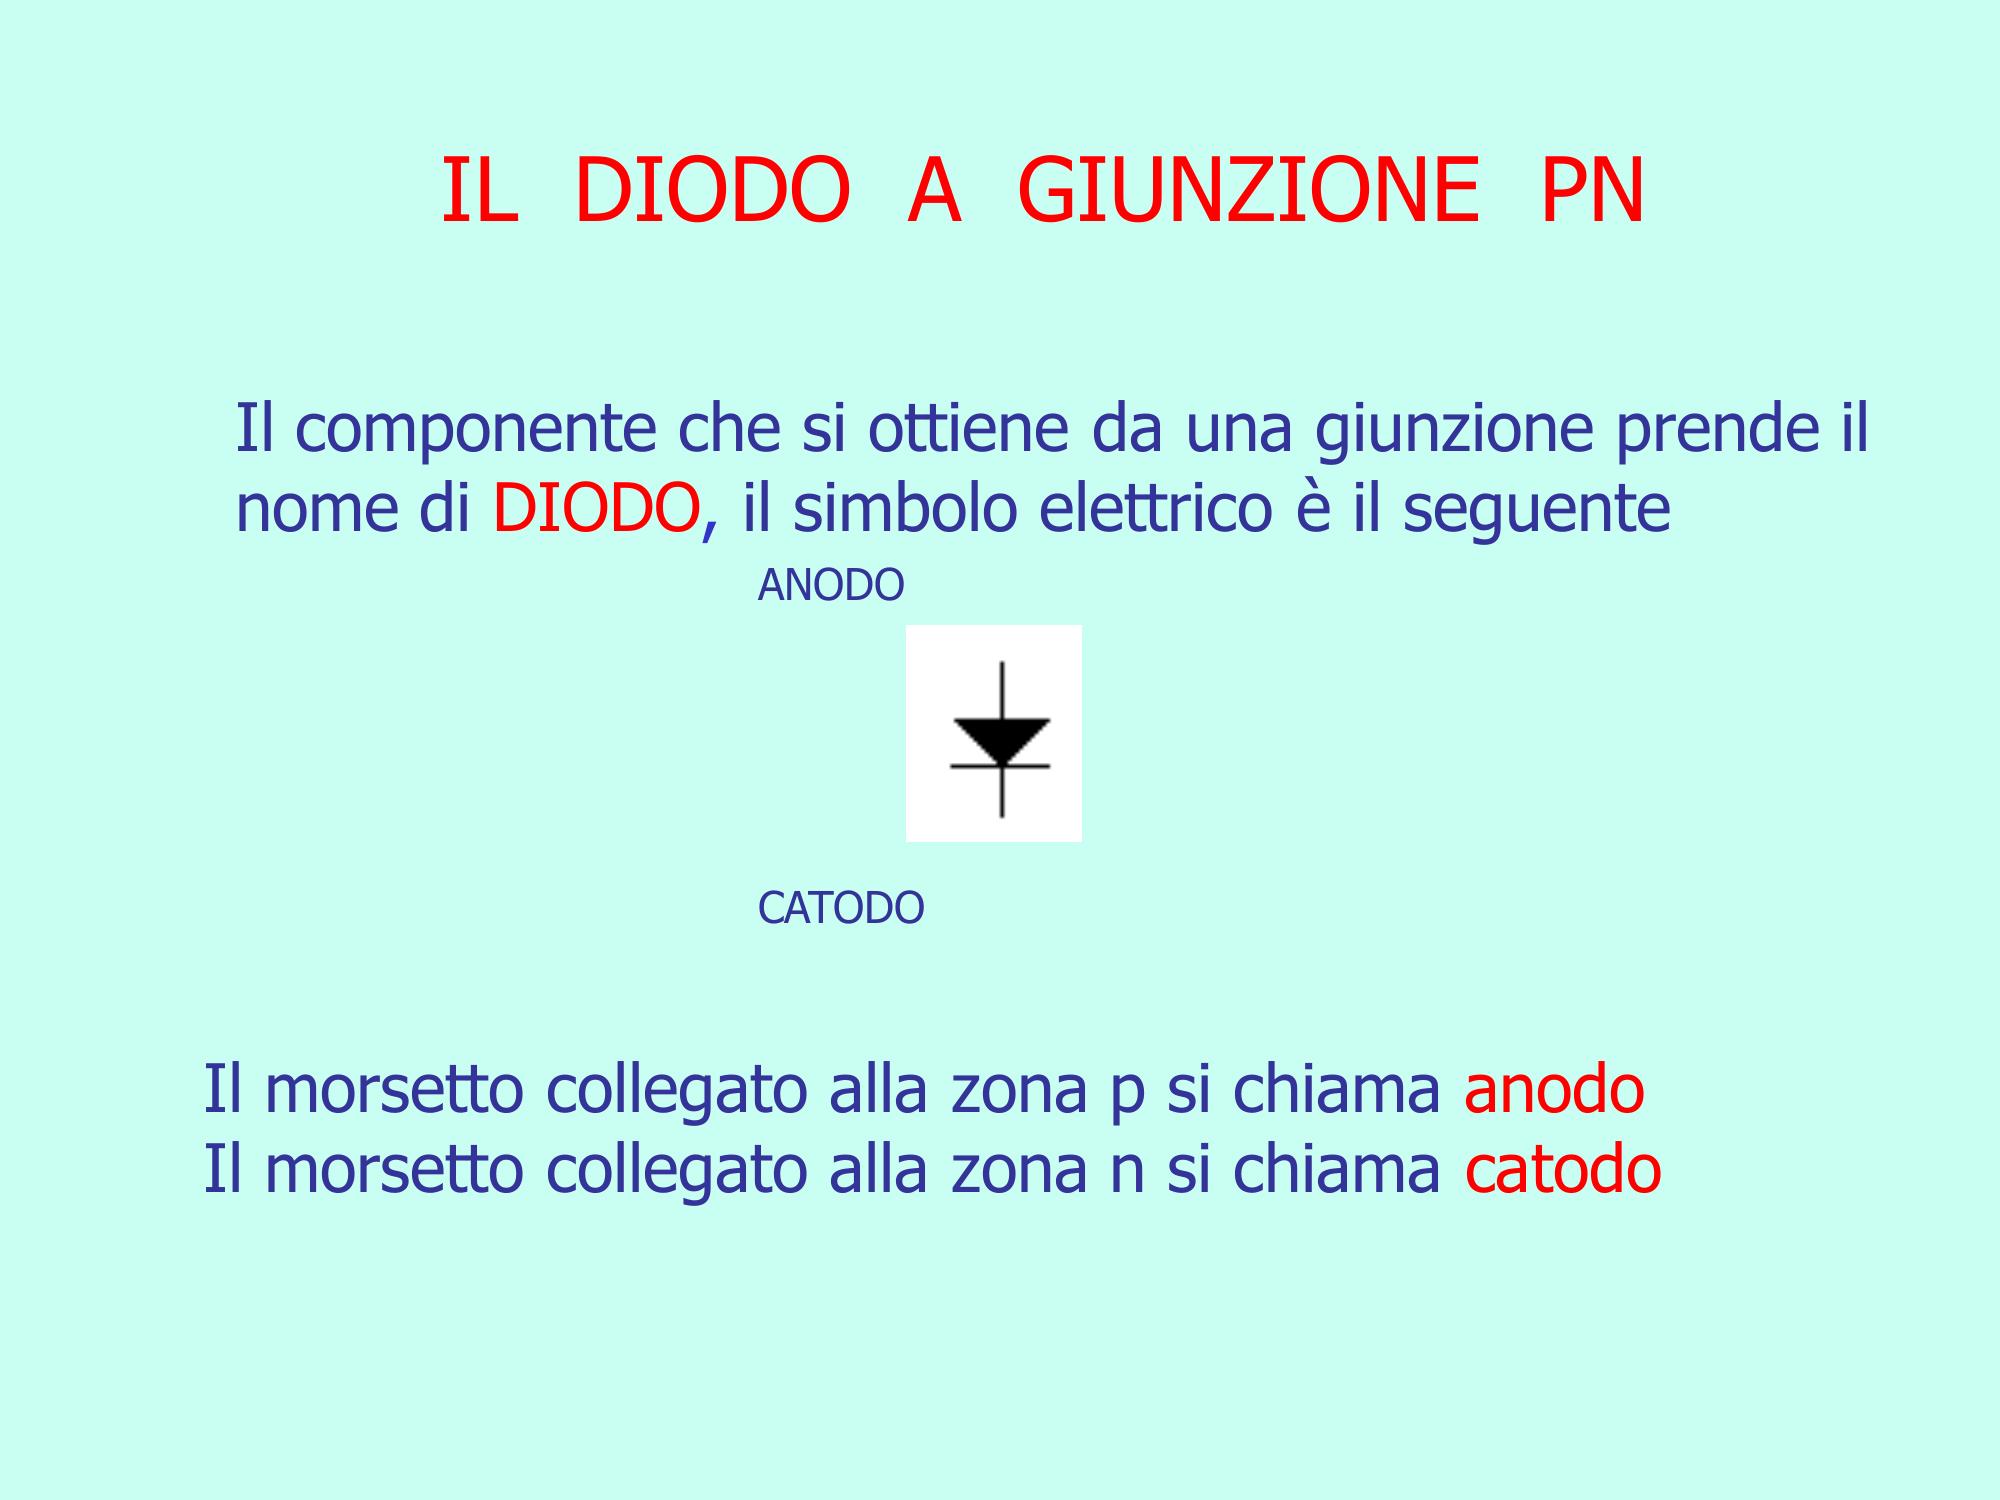 IL DIODO A GIUNZIONE PN
Il componente che si ottiene da una giunzione prende il
nome di DIODO, il simbolo elettrico è il seguente
ANODO
CATODO
Il morsetto collegato alla zona p si chiama anodo
Il morsetto collegato alla zona n si chiama catodo